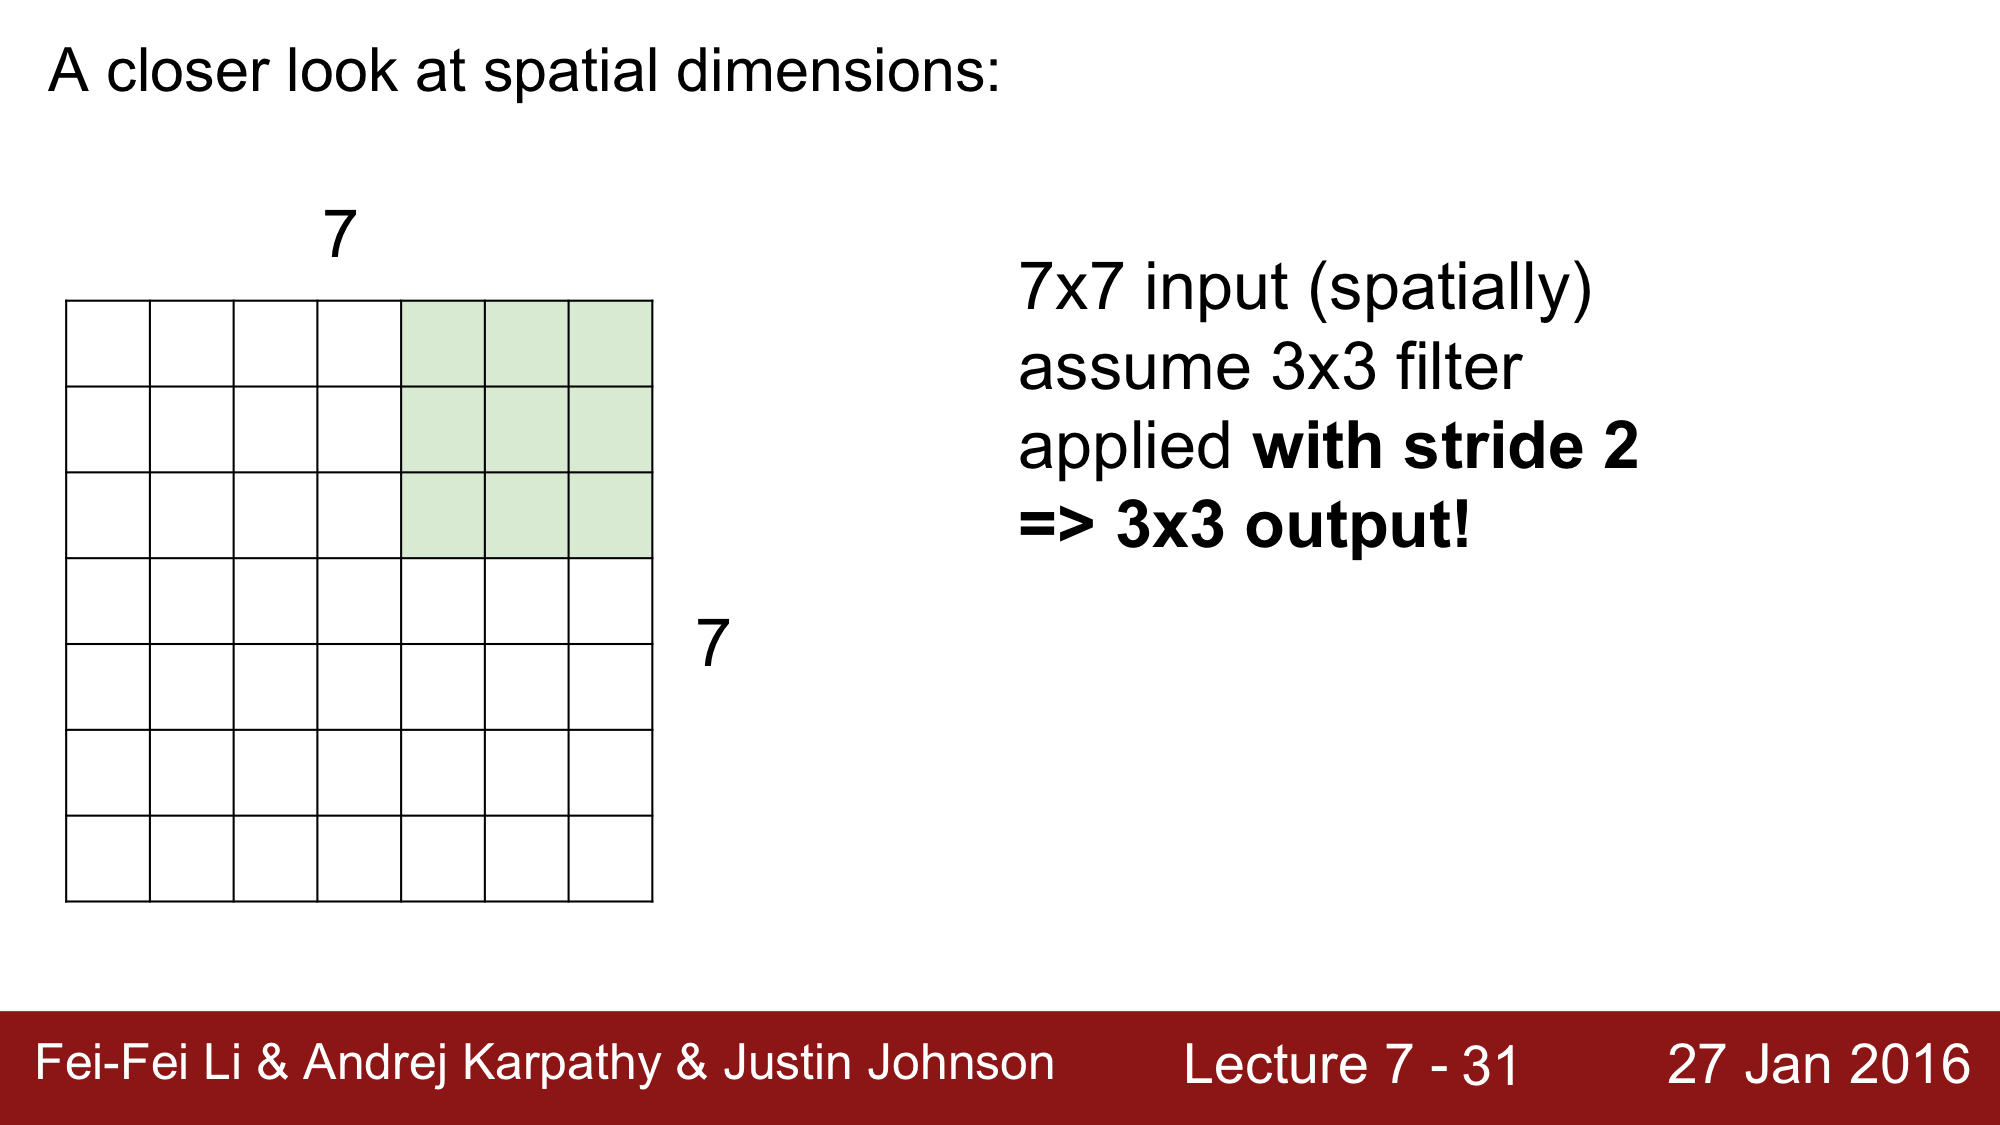 A closer look at spatial dimensions:
7
7x7 input (spatially)
assume 3x3 filter
applied with stride 2
=> 3x3 output!
7
Fei-Fei Li & Andrej Karpathy & Justin Johnson
Lecture 7 - 31
27 Jan 2016